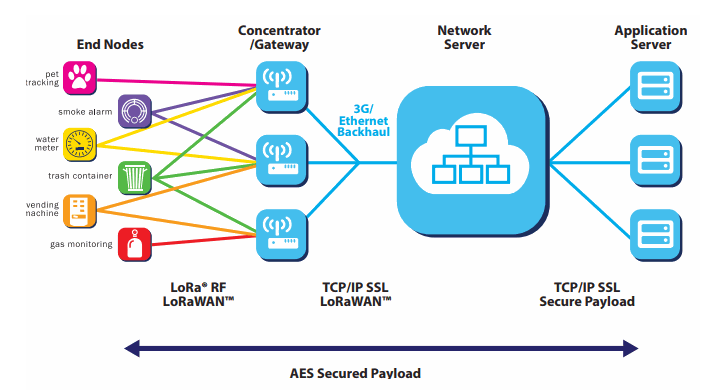 End Nodes
Concentrator
/Gateway
Network
Server
Application
Server
pet
tracking
smoke alarm
water
meter
trash container
vending
machine
gas monitoring
3G/
Ethernet
Backhaul
LoRa® RF
LoRaWAN™
TCP/IP SSL
LoRaWAN™
TCP/IP SSL
Secure Payload
AES Secured Payload